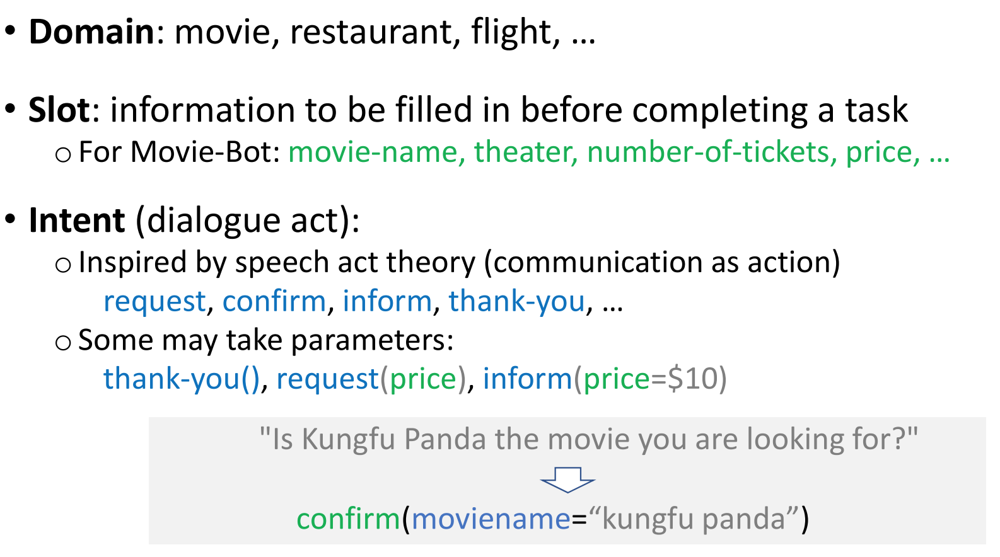 • Domain: movie, restaurant, flight, …
• Slot: information to be filled in before completing a task
○ For Movie-Bot: movie-name, theater, number-of-tickets, price, …
• Intent (dialogue act):
○ Inspired by speech act theory (communication as action)
request, confirm, inform, thank-you, …
○ Some may take parameters:
thank-you(), request(price), inform(price=$10)
"Is Kungfu Panda the movie you are looking for?"
confirm(moviename=“kungfu panda”)